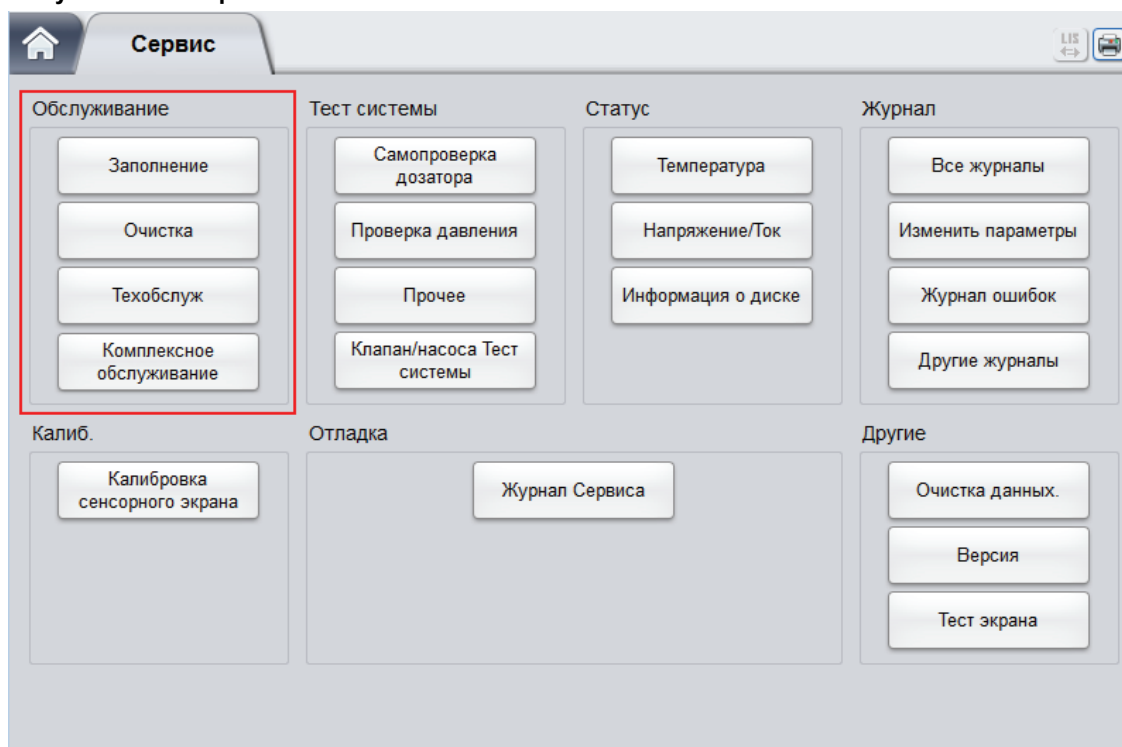 Сервис
LIS
Обслуживание
Заполнение
Очистка
Техобслуж
Комплексное
обслуживание
Тест системы
Самопроверка
дозатора
Проверка давления
Прочее
Клапан/насоса Тест
системы
Статус
Температура
Напряжение/Ток
Информация о диске
Журнал
Все журналы
Изменить параметры
Журнал ошибок
Другие журналы
Калиб.
Калибровка
сенсорного экрана
Отладка
Журнал Сервиса
Другие
Очистка данных.
Версия
Тест экрана